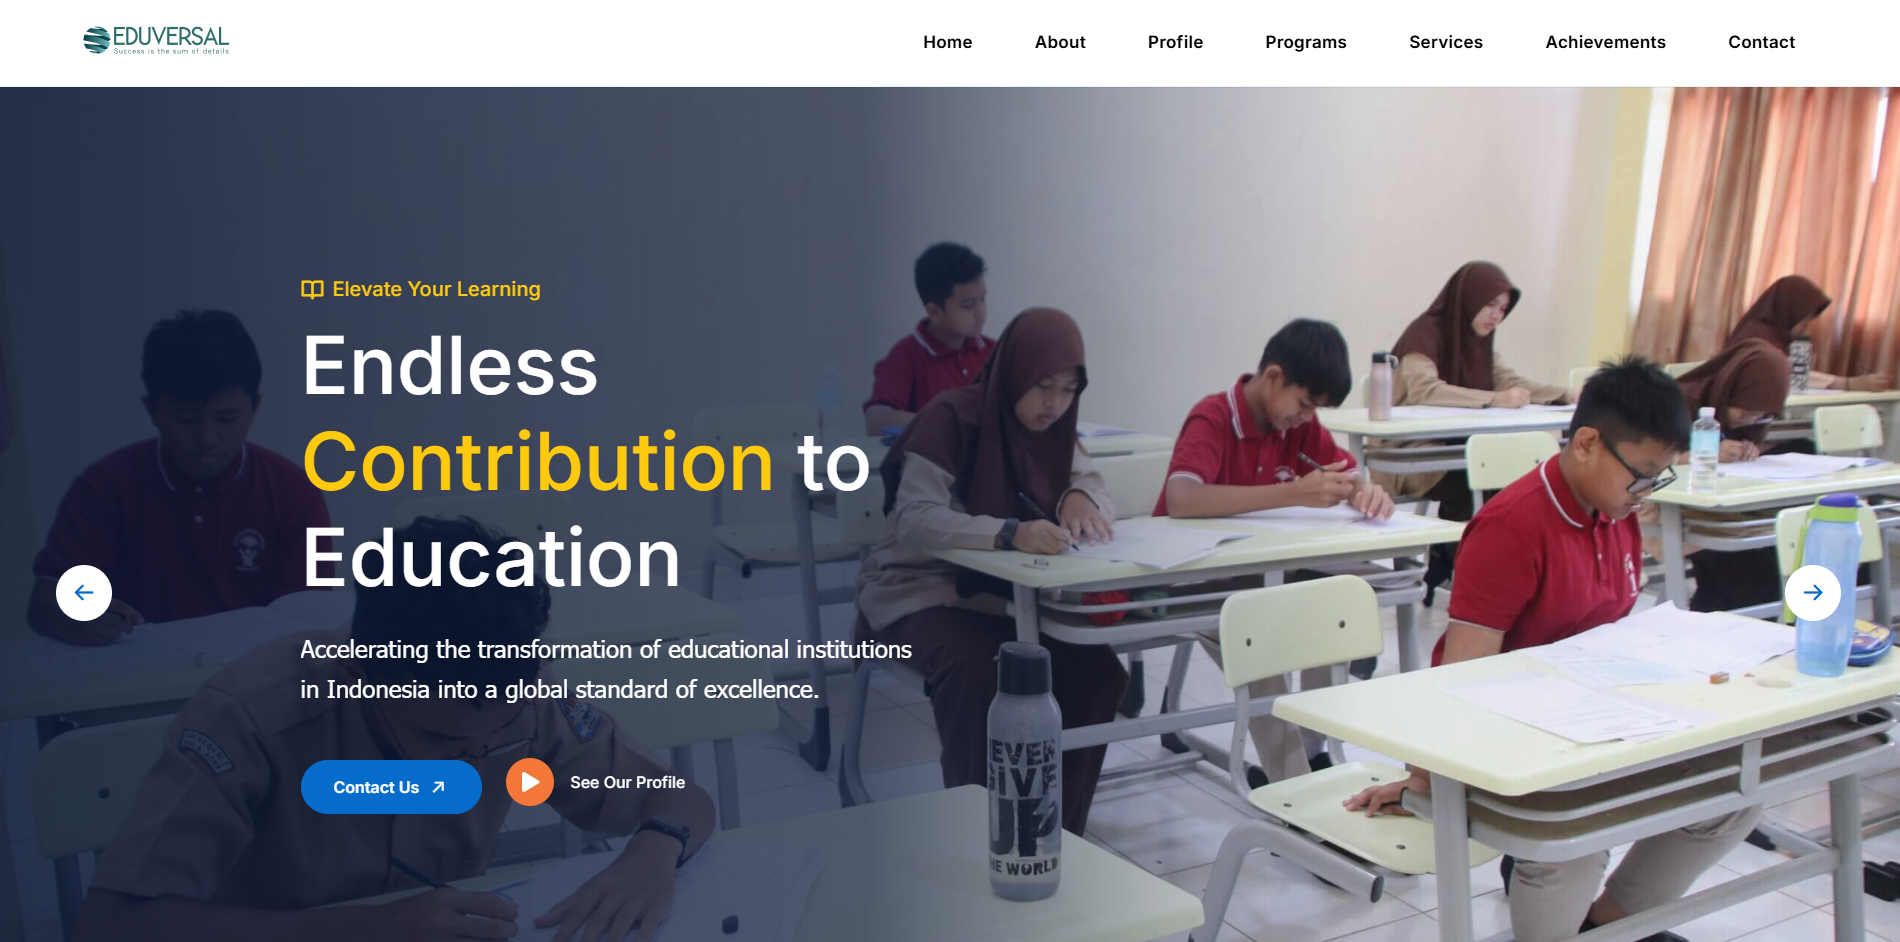 EDUVERSAL
Success is the sum of details
Home
About
Profile
Programs
Services
Achievements
Contact
Elevate Your Learning
Endless
Contribution to
Education
Accelerating the transformation of educational institutions
in Indonesia into a global standard of excellence.
Contact Us
See Our Profile
EVER
GIVE
UP
HE WORLD